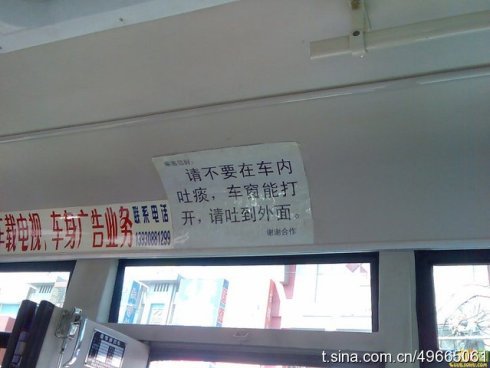 请不要在车内
吐痰，车窗能打
开，请吐到外面。
谢谢合作
车载电视，车身广告业务
联系电话
13330881299
t.sina.com.cn/49665061